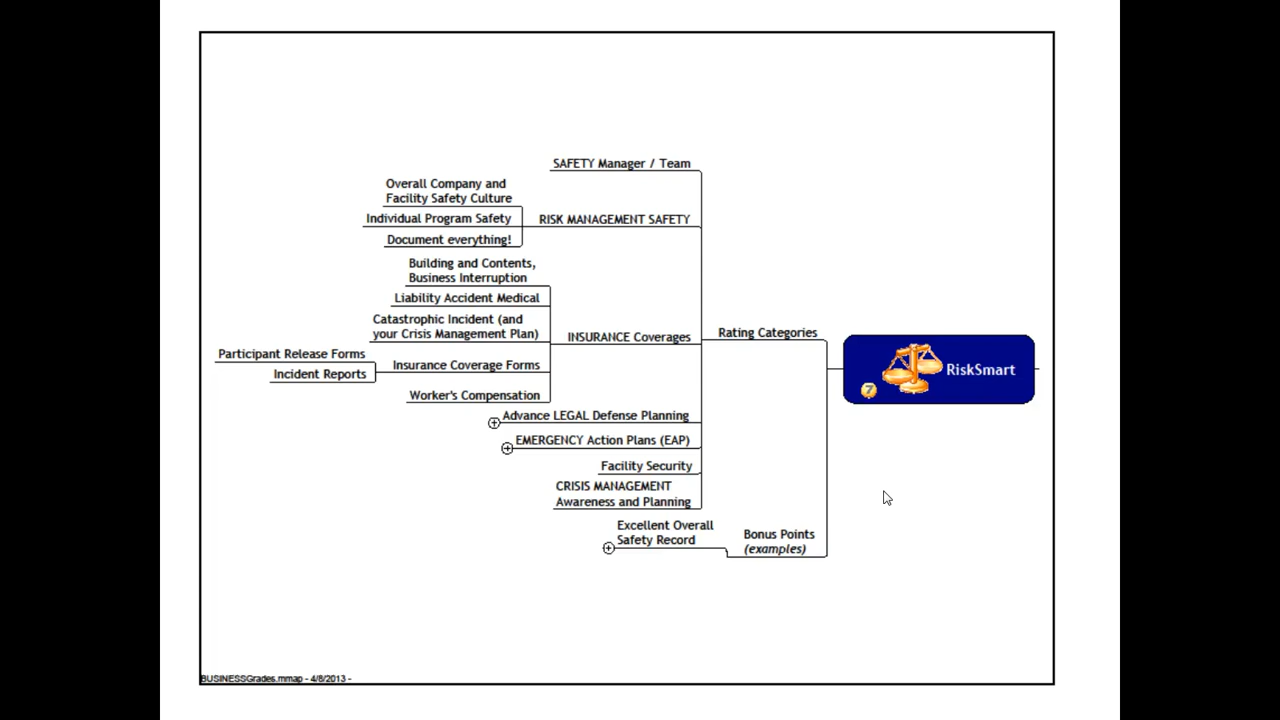 SAFETY Manager / Team
Overall Company and
Facility Safety Culture
Individual Program Safety
RISK MANAGEMENT SAFETY
Document everything!
Building and Contents,
Business Interruption
Liability Accident Medical
Catastrophic Incident (and
your Crisis Management Plan)
INSURANCE Coverages
Rating Categories
Participant Release Forms
Insurance Coverage Forms
Incident Reports
7
RiskSmart
Worker's Compensation
Advance LEGAL Defense Planning
EMERGENCY Action Plans (EAP)
Facility Security
CRISIS MANAGEMENT
Awareness and Planning
Excellent Overall
Safety Record
Bonus Points
(examples)
BUSINESSGrades.mmap - 4/8/2013 -